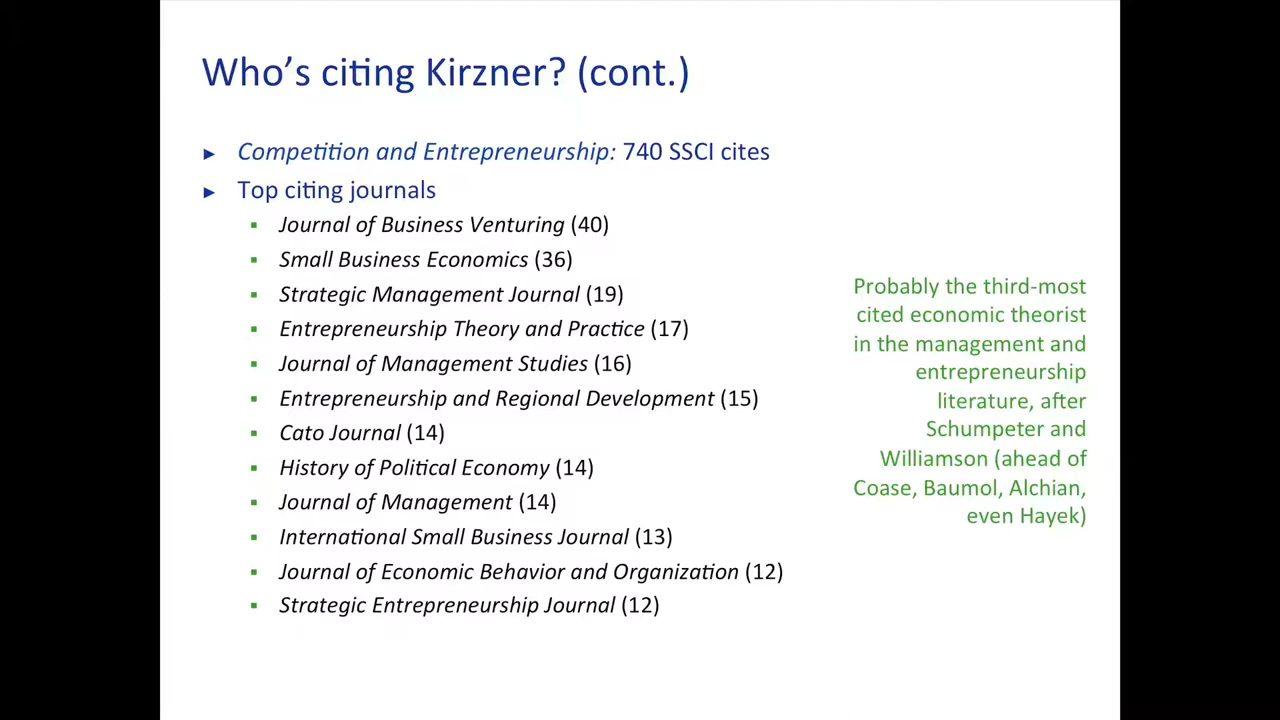 Who's citing Kirzner? (cont.)
► Competition and Entrepreneurship: 740 SSCI cites
► Top citing journals
▪ Journal of Business Venturing (40)
▪ Small Business Economics (36)
▪ Strategic Management Journal (19)
▪ Entrepreneurship Theory and Practice (17)
▪ Journal of Management Studies (16)
▪ Entrepreneurship and Regional Development (15)
▪ Cato Journal (14)
▪ History of Political Economy (14)
▪ Journal of Management (14)
▪ International Small Business Journal (13)
▪ Journal of Economic Behavior and Organization (12)
▪ Strategic Entrepreneurship Journal (12)
Probably the third-most
cited economic theorist
in the management and
entrepreneurship
literature, after
Schumpeter and
Williamson (ahead of
Coase, Baumol, Alchian,
even Hayek)